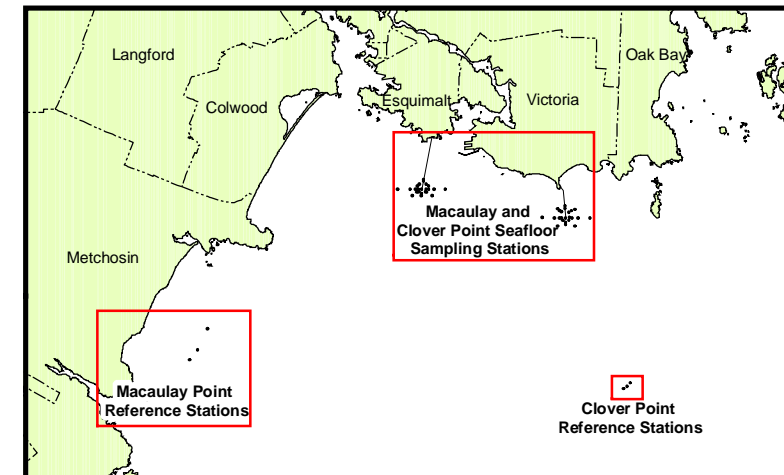 Langford
Oak Bay
Colwood
Esquimalt
Victoria
Macaulay and
Clover Point Seafloor
Sampling Stations
Metchosin
Macaulay Point
Reference Stations
Clover Point
Reference Stations